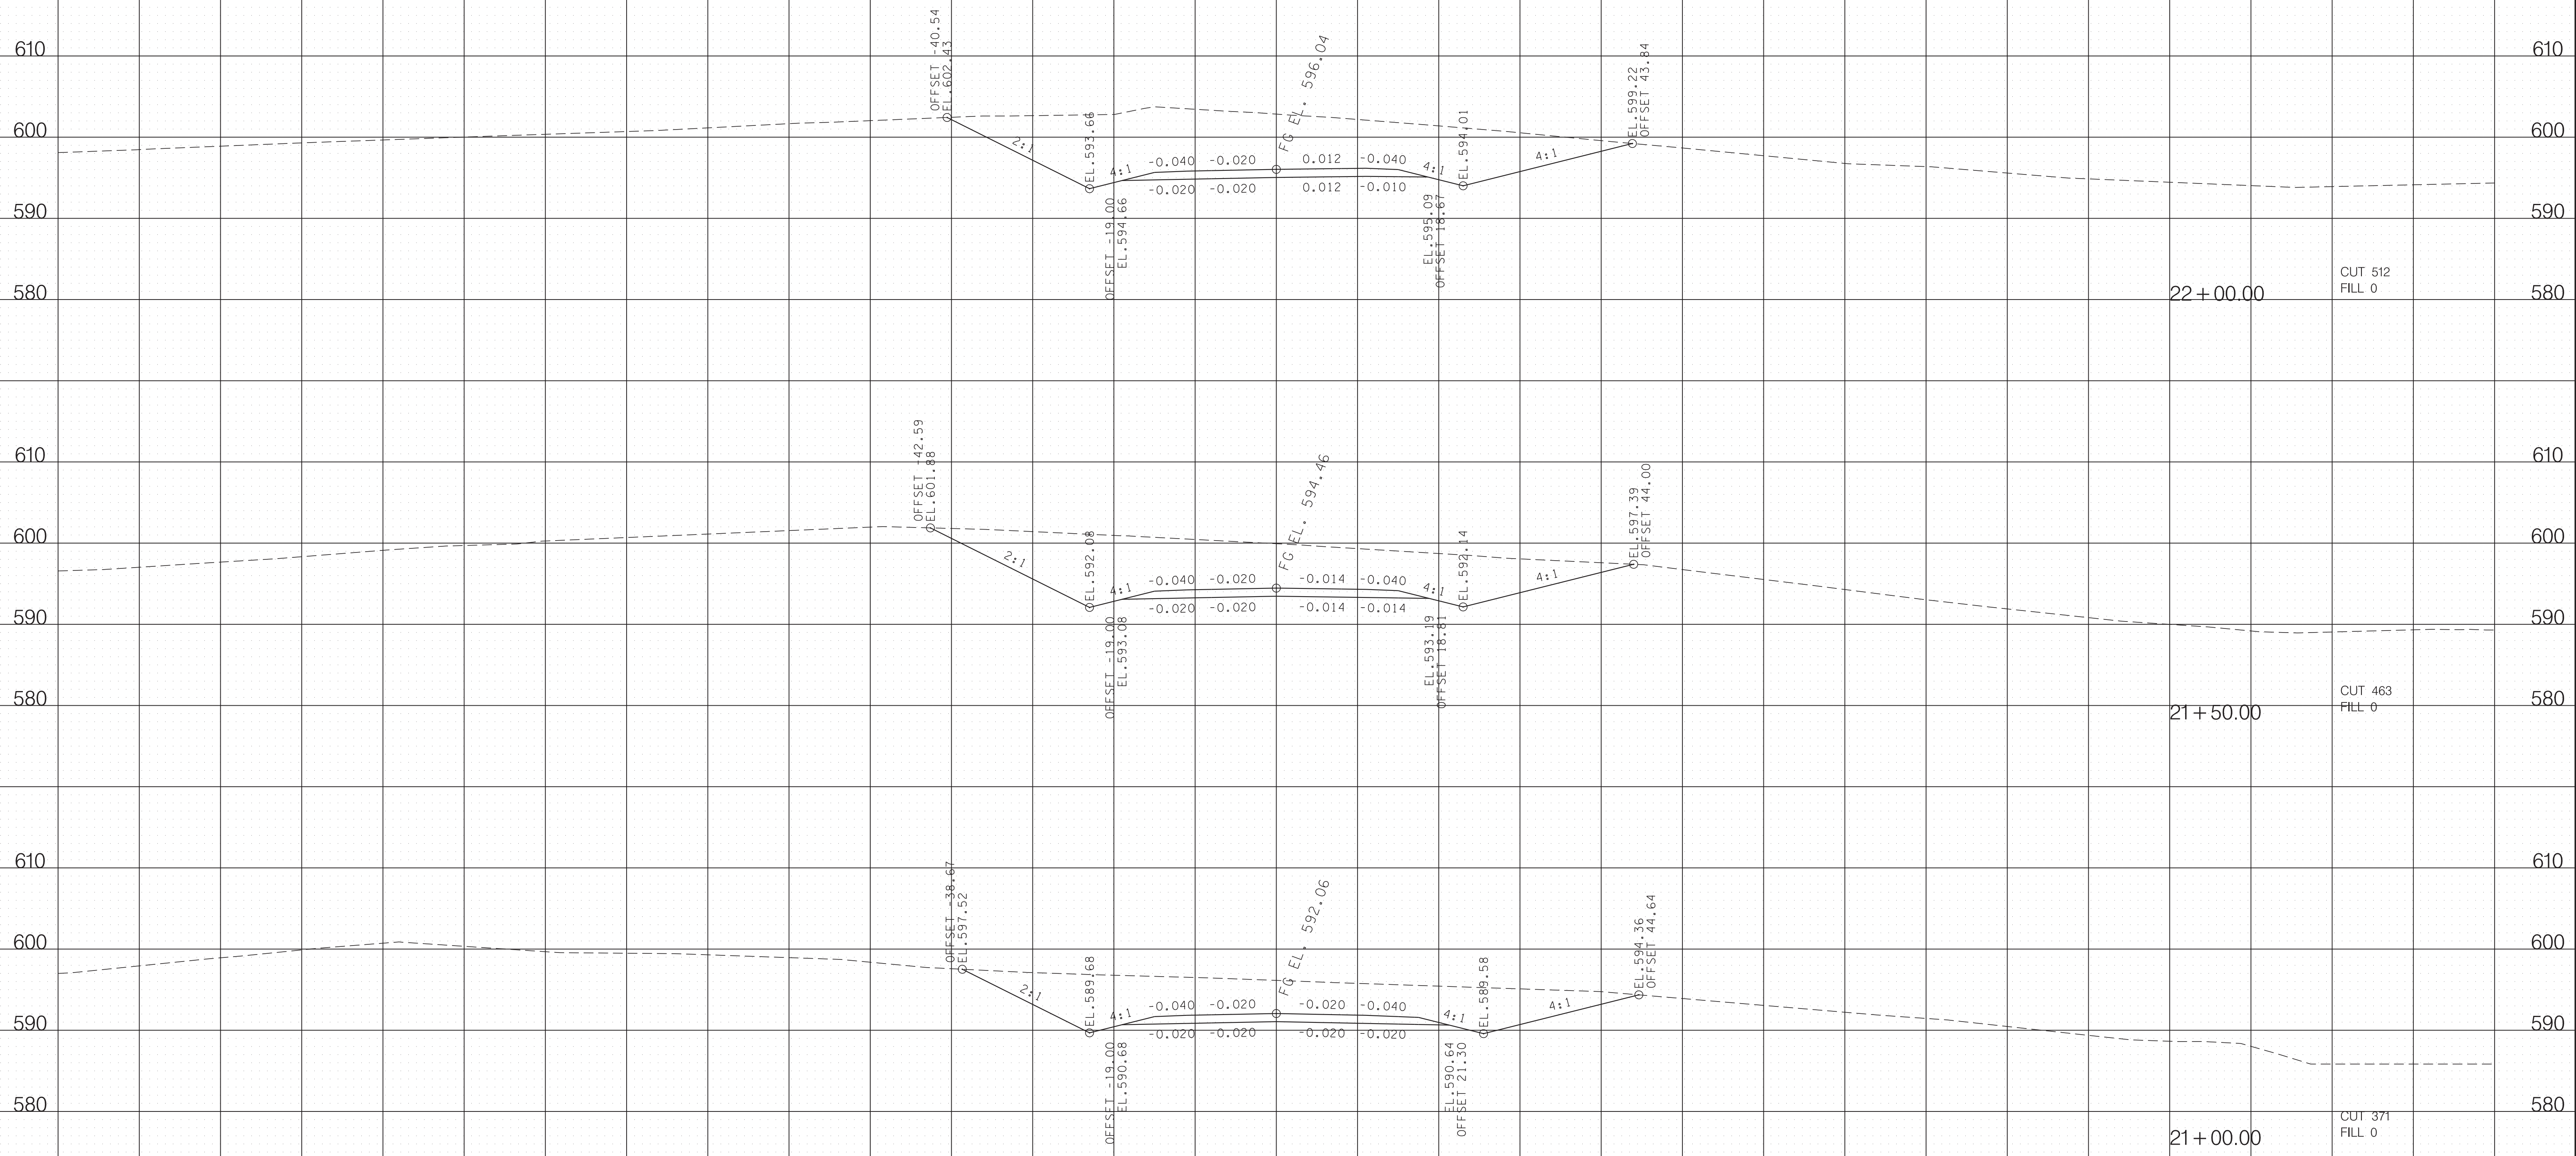 OFFSET -40.54
EL.602.43
FG EL. 596.04
EL.599.22
OFFSET 43.84
610
610
600
600
EL.593.66
EL.594.01
2:1
4:1
-0.040
-0.020
0.012
-0.040
4:1
4:1
-0.020
-0.020
0.012
-0.010
590
590
OFFSET -19.00
EL.594.66
EL.595.09
OFFSET 18.67
580
22+00.00
CUT 512
FILL 0
580
OFFSET -42.59
EL.601.88
FG EL. 594.46
EL.597.39
OFFSET 44.00
610
610
600
600
EL.592.08
EL.592.14
2:1
4:1
-0.040
-0.020
-0.014
-0.040
4:1
4:1
-0.020
-0.020
-0.014
-0.014
590
590
OFFSET -19.00
EL.593.08
EL.593.19
OFFSET 18.81
580
21+50.00
CUT 463
FILL 0
580
OFFSET -38.67
EL.597.52
FG EL. 592.06
EL.594.36
OFFSET 44.64
610
610
600
600
EL.589.68
EL.589.58
2:1
4:1
-0.040
-0.020
-0.020
-0.040
4:1
4:1
-0.020
-0.020
-0.020
-0.020
590
590
OFFSET -19.00
EL.590.68
EL.590.64
OFFSET 21.30
580
21+00.00
CUT 371
FILL 0
580